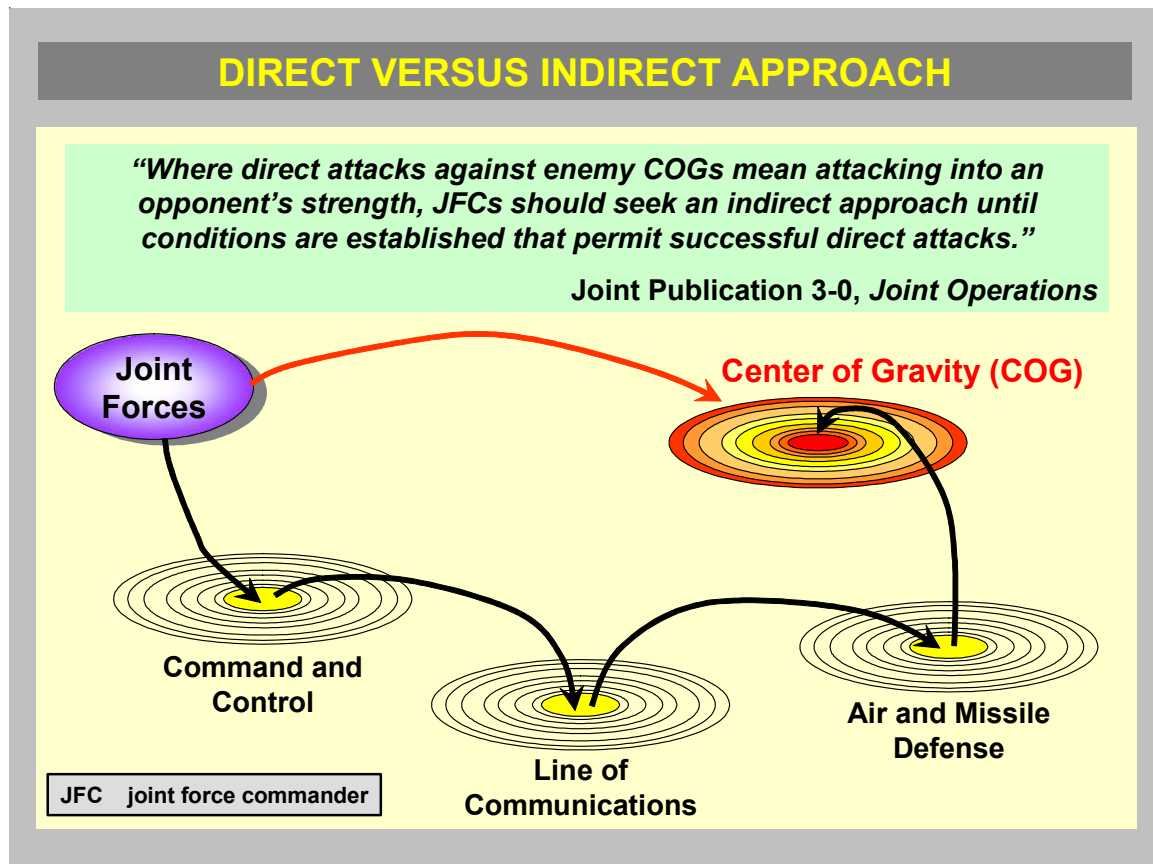 DIRECT VERSUS INDIRECT APPROACH
“Where direct attacks against enemy COGs mean attacking into an
opponent’s strength, JFCs should seek an indirect approach until
conditions are established that permit successful direct attacks.”
Joint Publication 3-0, Joint Operations
Joint
Forces
Center of Gravity (COG)
Command and
Control
Line of
Communications
Air and Missile
Defense
JFC joint force commander